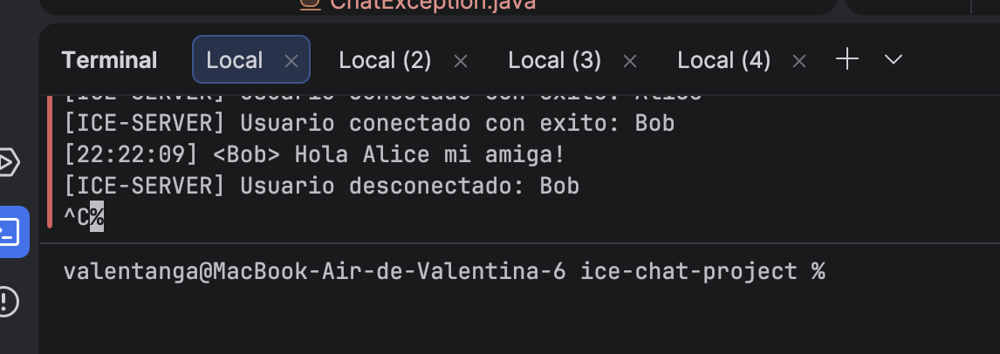 ChatException.java
Terminal Local × Local (2) × Local (3) × Local (4) ×
[ICE-SERVER] Usuario conectado con exito: Alice
[ICE-SERVER] Usuario conectado con exito: Bob
[22:22:09] <Bob> Hola Alice mi amiga!
[ICE-SERVER] Usuario desconectado: Bob
^C%
valentanga@MacBook-Air-de-Valentina-6 ice-chat-project %